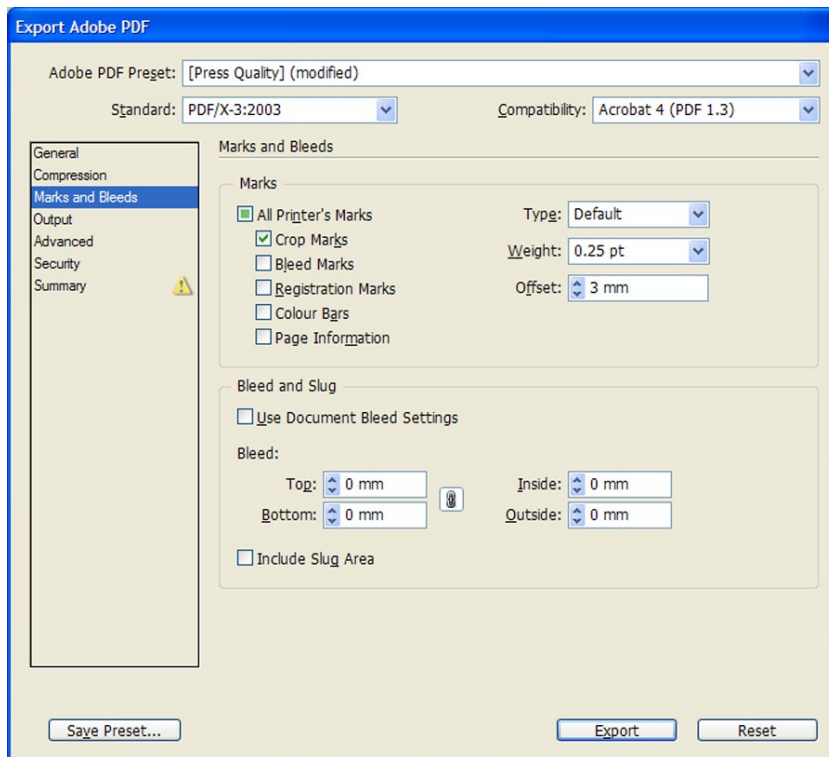 Export Adobe PDF
Adobe PDF Preset: [Press Quality] (modified)
Standard: PDF/X-3:2003 Compatibility: Acrobat 4 (PDF 1.3)
General
Compression
Marks and Bleeds
Output
Advanced
Security
Summary
Marks and Bleeds
Marks
All Printer's Marks
Crop Marks
Bleed Marks
Registration Marks
Colour Bars
Page Information
Type: Default
Weight: 0.25 pt
Offset: 3 mm
Bleed and Slug
Use Document Bleed Settings
Bleed:
Top: 0 mm Inside: 0 mm
Bottom: 0 mm Outside: 0 mm
Include Slug Area
Save Preset... Export Reset